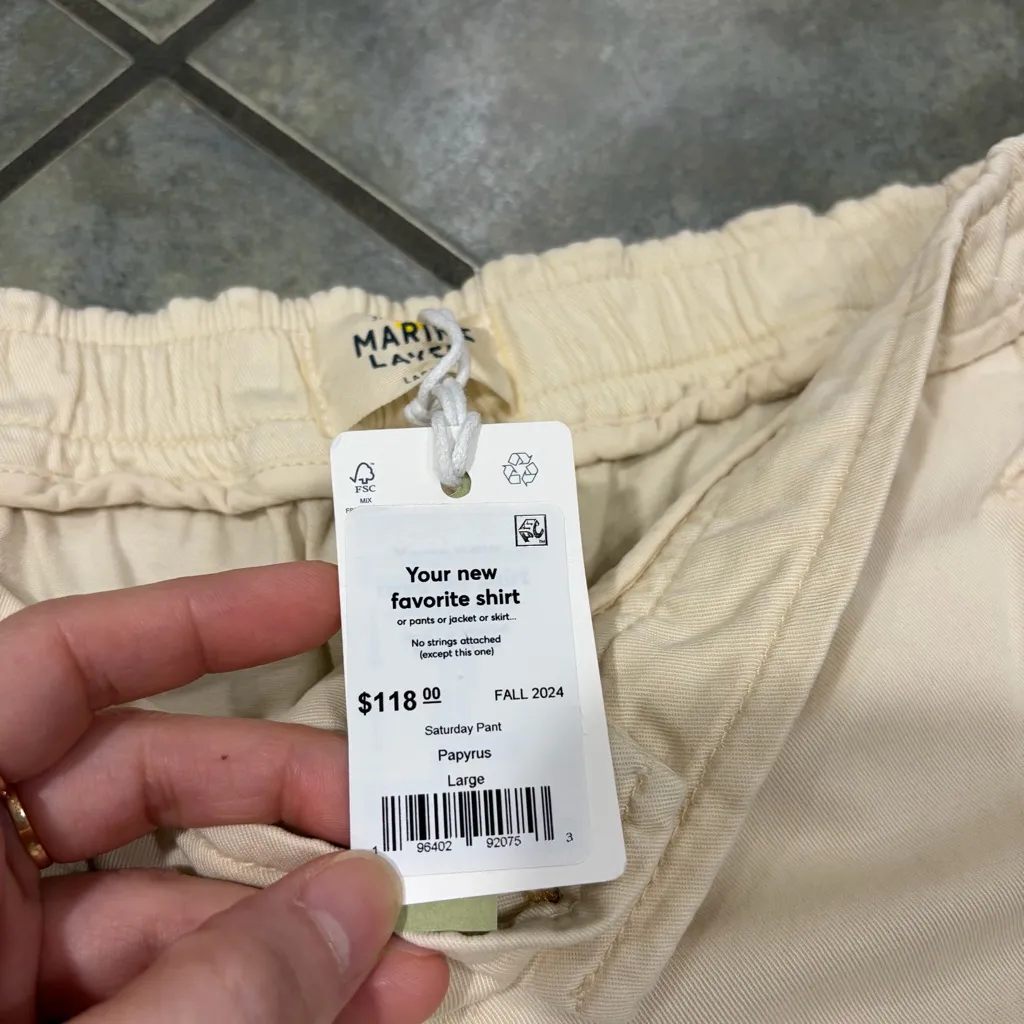 MARINE
LAYER
FSC
MIX
Your new
favorite shirt
or pants or jacket or skirt...
No strings attached
(except this one)
$118 00
FALL 2024
Saturday Pant
Papyrus
Large
1 96402 92075 3